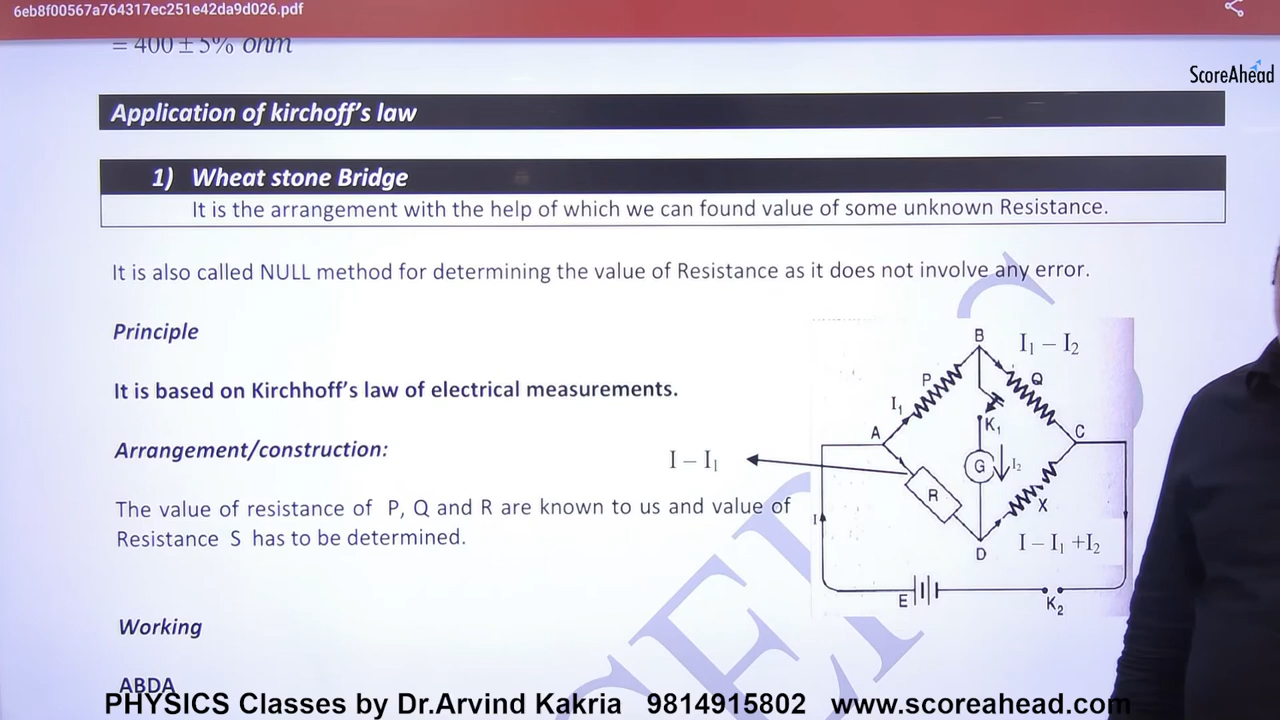 6eb8f00567a764317ec251e42da9d026.pdf
= 400 ± 5% ohm
ScoreAhead
Application of kirchoff's law
1) Wheat stone Bridge
It is the arrangement with the help of which we can found value of some unknown Resistance.
It is also called NULL method for determining the value of Resistance as it does not involve any error.
Principle
It is based on Kirchhoff's law of electrical measurements.
Arrangement/construction:
The value of resistance of P, Q and R are known to us and value of
Resistance S has to be determined.
B
I₁ – I₂
P
Q
I₁
A
K₁
C
I – I₁
G
I₂
R
X
I
D
I – I₁ +I₂
E
K₂
Working
ABDA
PHYSICS Classes by Dr.Arvind Kakria 9814915802 www.scoreahead.com